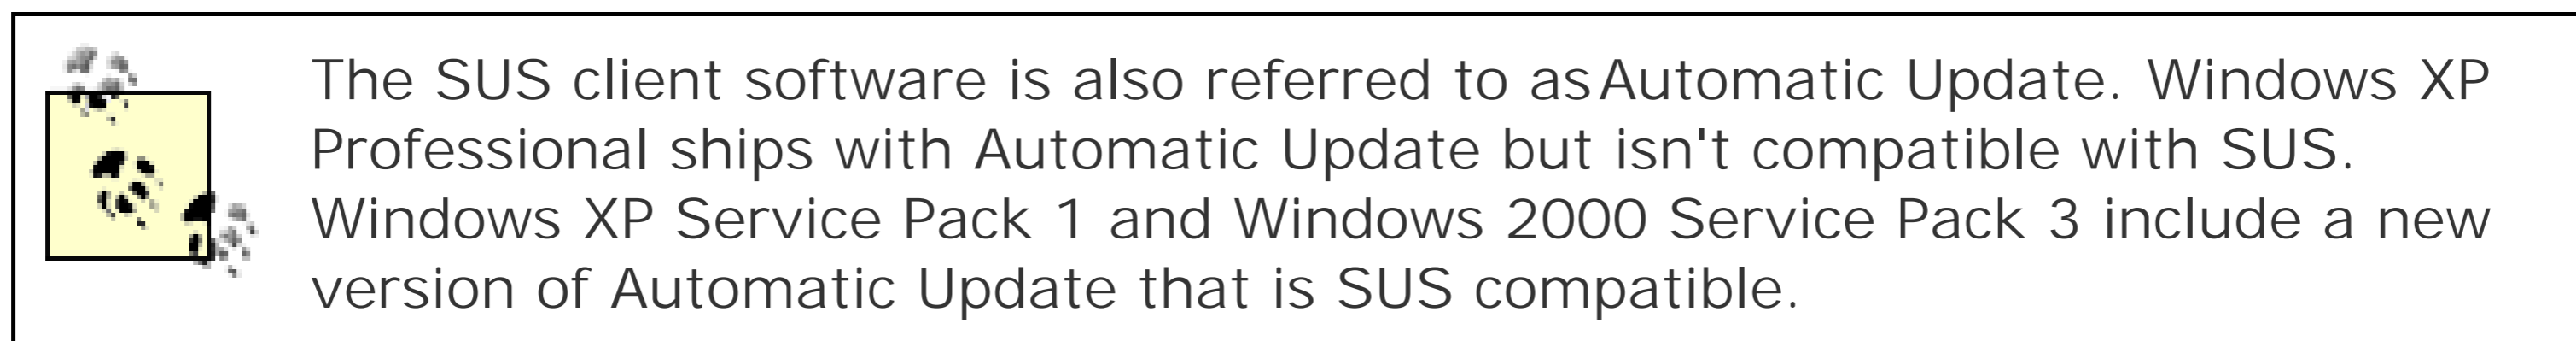 The SUS client software is also referred to as Automatic Update. Windows XP
Professional ships with Automatic Update but isn't compatible with SUS.
Windows XP Service Pack 1 and Windows 2000 Service Pack 3 include a new
version of Automatic Update that is SUS compatible.